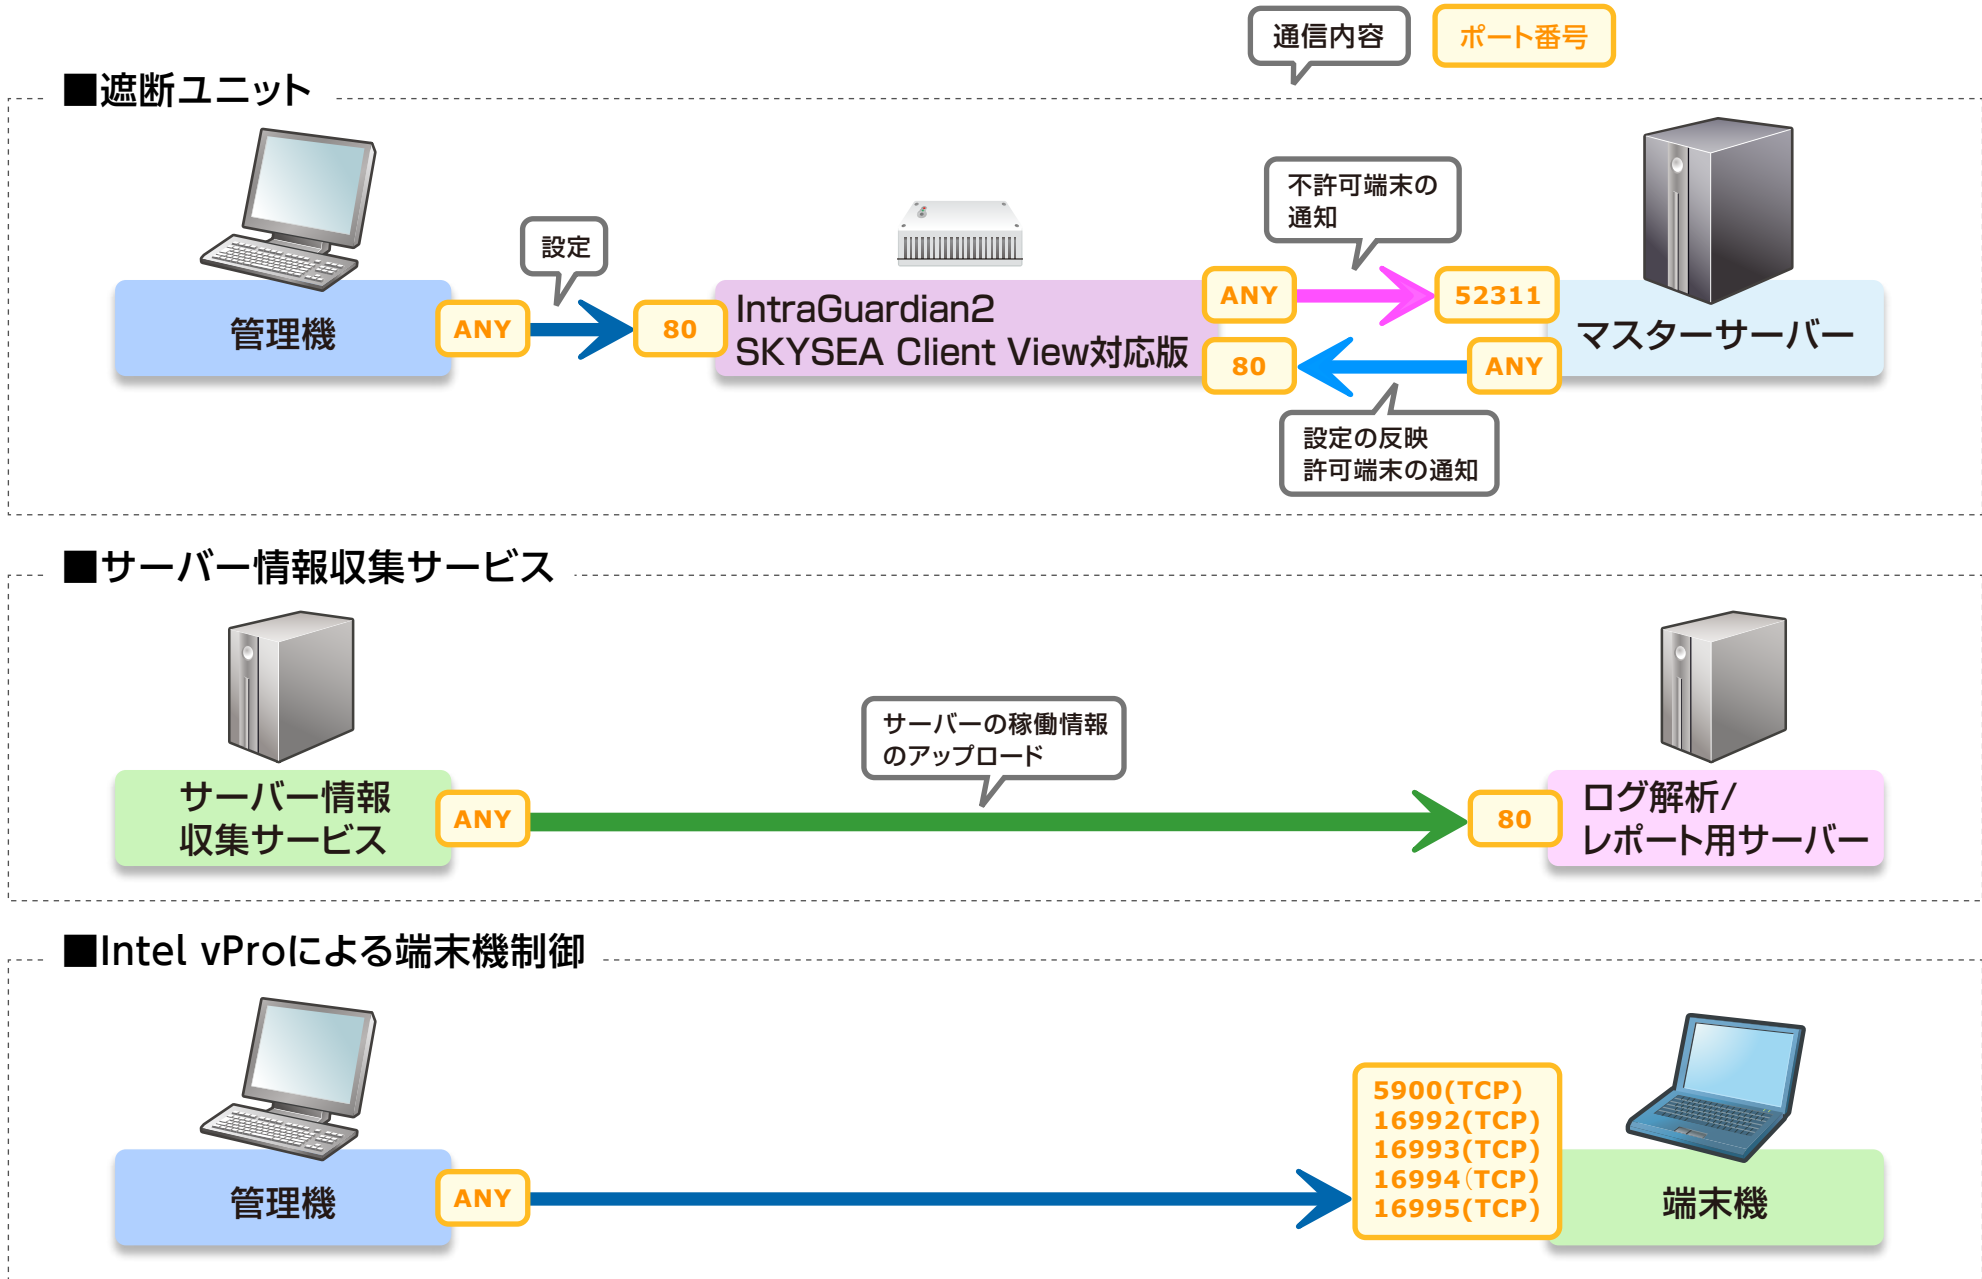 通信内容
ポート番号
■遮断ユニット
不許可端末の
通知
設定
管理機
ANY
80
IntraGuardian2
SKYSEA Client View対応版
ANY
52311
80
ANY
マスターサーバー
設定の反映
許可端末の通知
■サーバー情報収集サービス
サーバーの稼働情報
のアップロード
サーバー情報
収集サービス
ANY
80
ログ解析/
レポート用サーバー
■Intel vProによる端末機制御
管理機
ANY
5900(TCP)
16992(TCP)
16993(TCP)
16994(TCP)
16995(TCP)
端末機